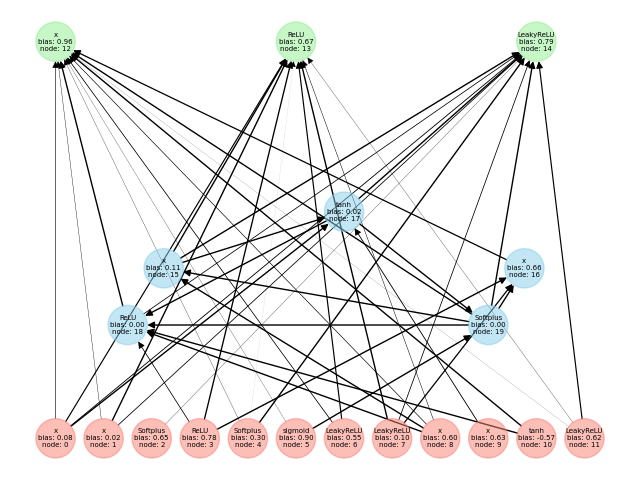 x
bias: 0.96
node: 12
ReLU
bias: 0.67
node: 13
LeakyReLU
bias: 0.79
node: 14
tanh
bias: 0.02
node: 17
x
bias: 0.11
node: 15
x
bias: 0.66
node: 16
ReLU
bias: 0.00
node: 18
Softplus
bias: 0.00
node: 19
x
bias: 0.08
node: 0
x
bias: 0.02
node: 1
Softplus
bias: 0.65
node: 2
ReLU
bias: 0.78
node: 3
Softplus
bias: 0.30
node: 4
sigmoid
bias: 0.90
node: 5
LeakyReLU
bias: 0.55
node: 6
LeakyReLU
bias: 0.10
node: 7
x
bias: 0.60
node: 8
x
bias: 0.63
node: 9
tanh
bias: -0.57
node: 10
LeakyReLU
bias: 0.62
node: 11